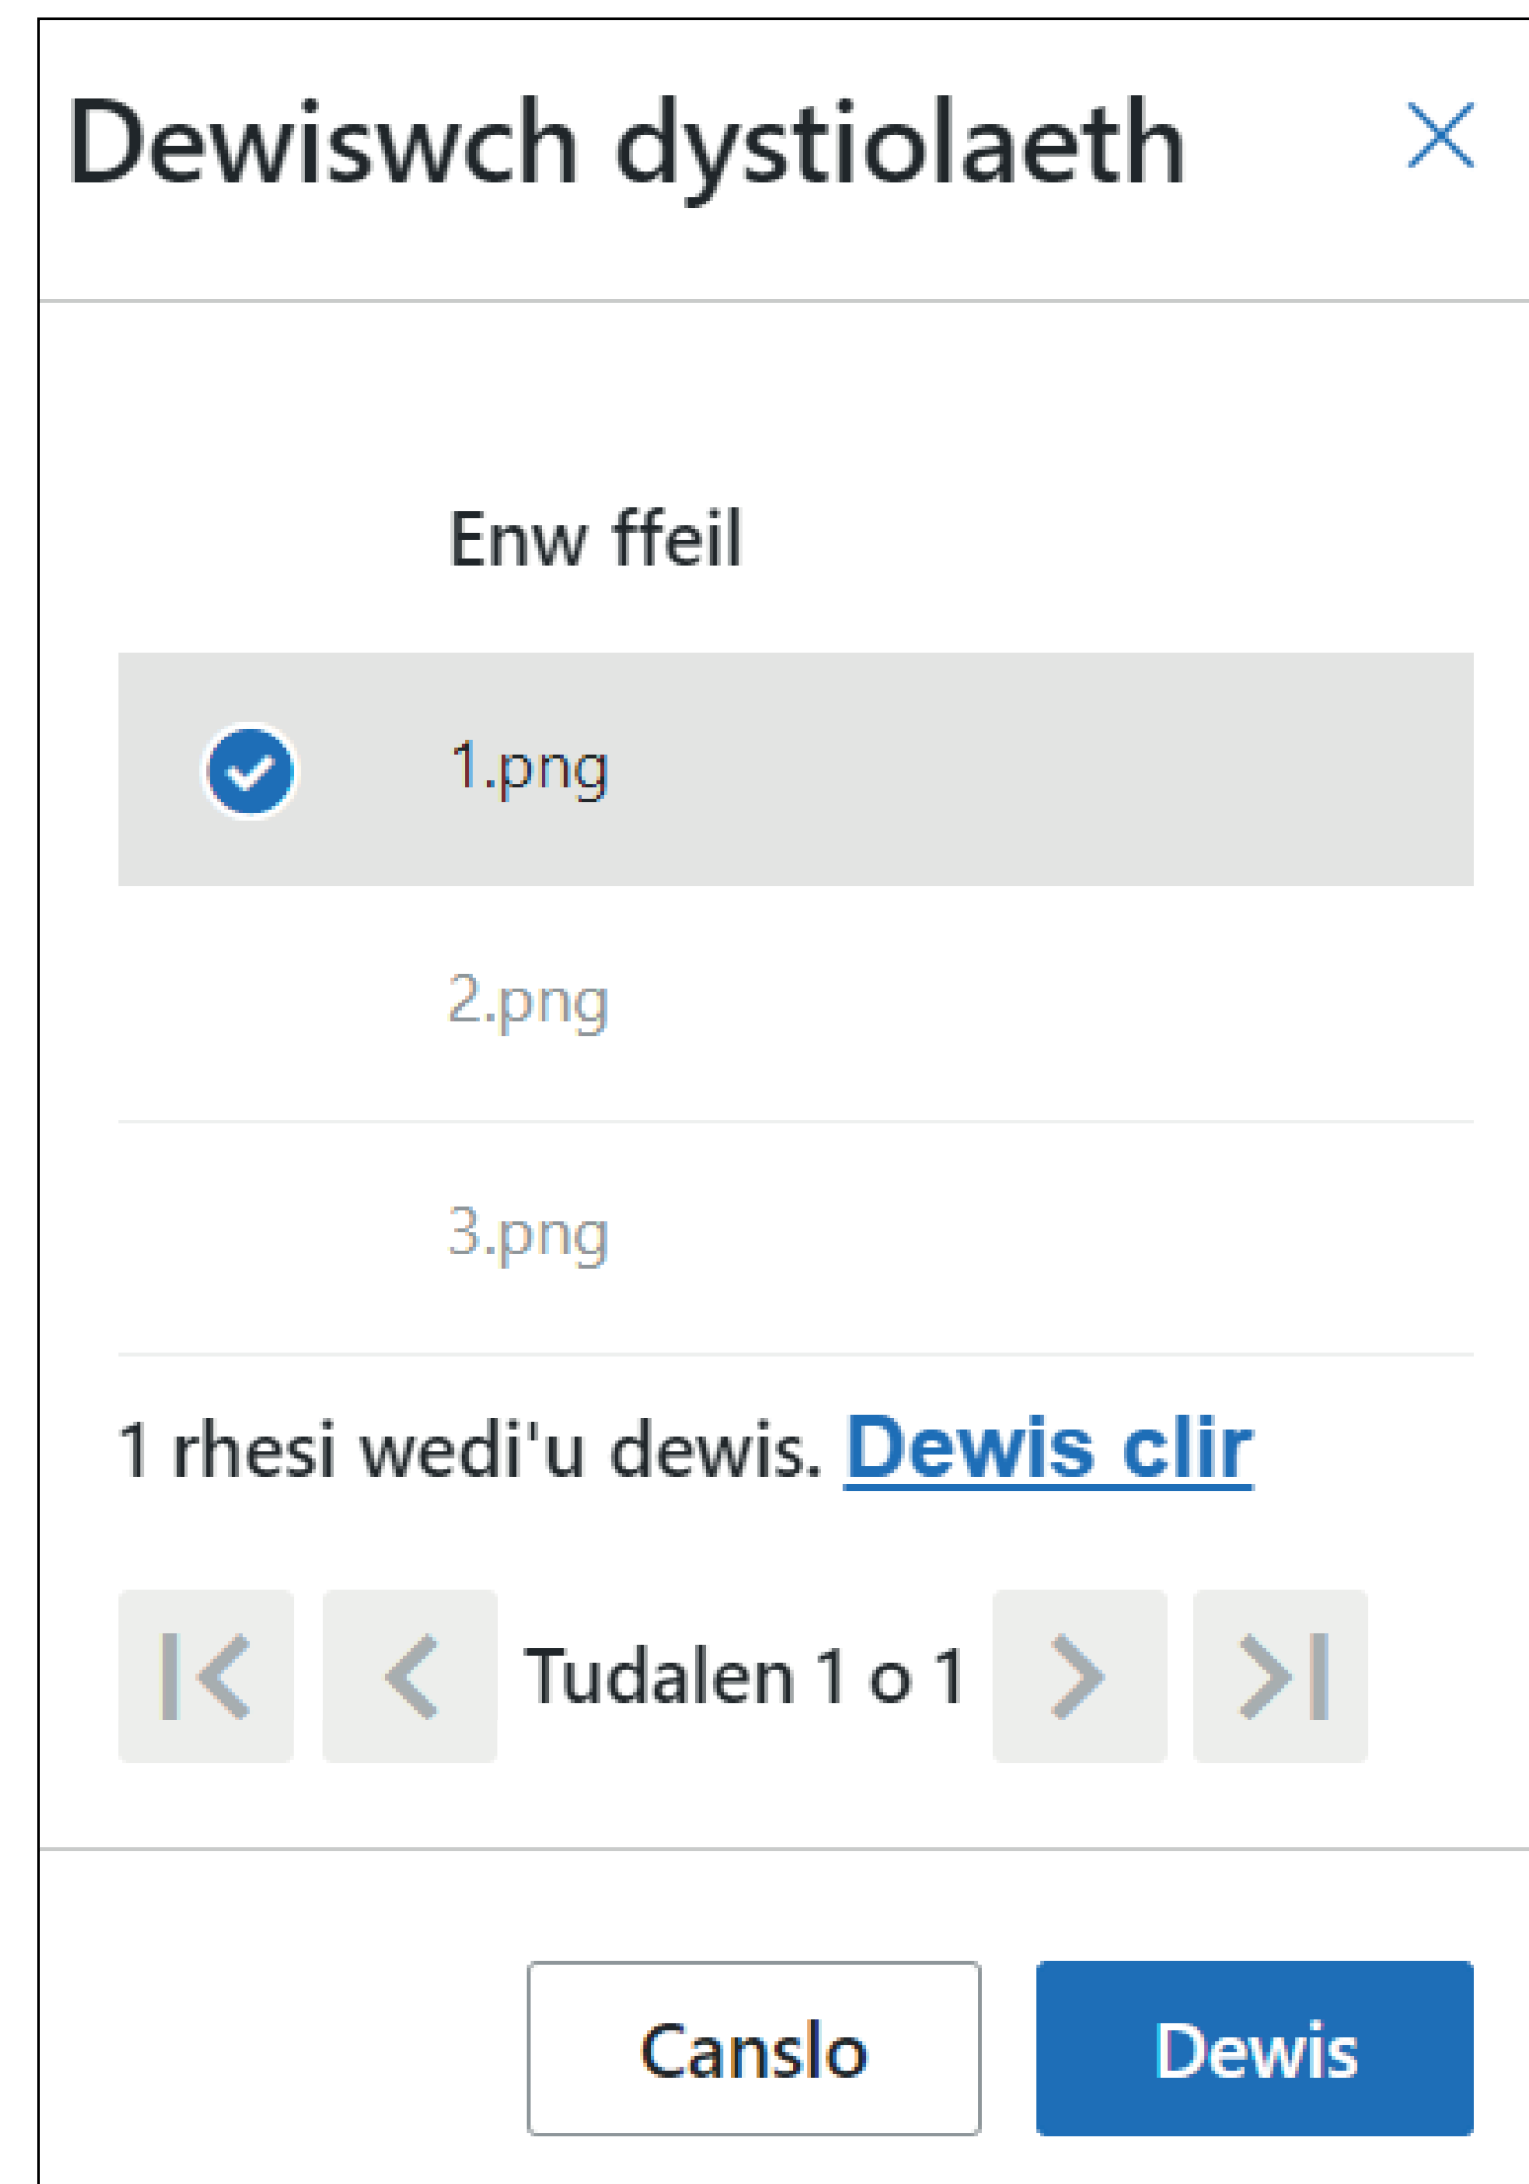 Dewiswch dystiolaeth
Enw ffeil
1.png
2.png
3.png
1 rhesi wedi'u dewis. Dewis clir
Tudalen 1 o 1
Canslo
Dewis